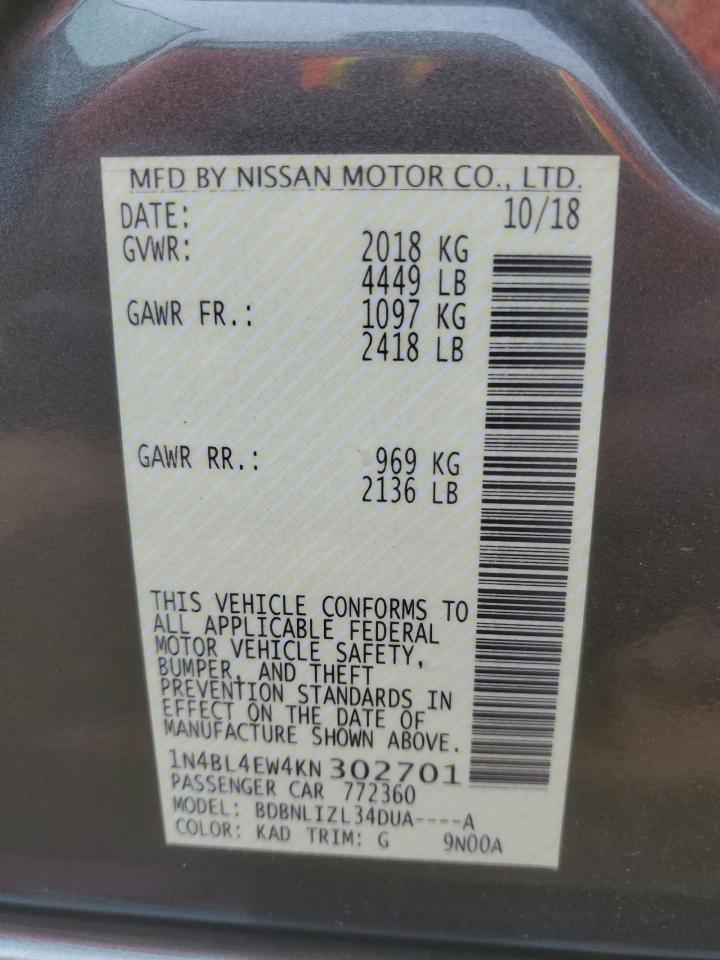 MFD BY NISSAN MOTOR CO., LTD.
DATE: 10/18
GVWR: 2018 KG
4449 LB
GAWR FR.: 1097 KG
2418 LB
GAWR RR.: 969 KG
2136 LB
THIS VEHICLE CONFORMS TO
ALL APPLICABLE FEDERAL
MOTOR VEHICLE SAFETY,
BUMPER, AND THEFT
PREVENTION STANDARDS IN
EFFECT ON THE DATE OF
MANUFACTURE SHOWN ABOVE.
1N4BL4EW4KN 302701
PASSENGER CAR 772360
MODEL: BDBNLIZL34DUA----A
COLOR: KAD TRIM: G 9N00A